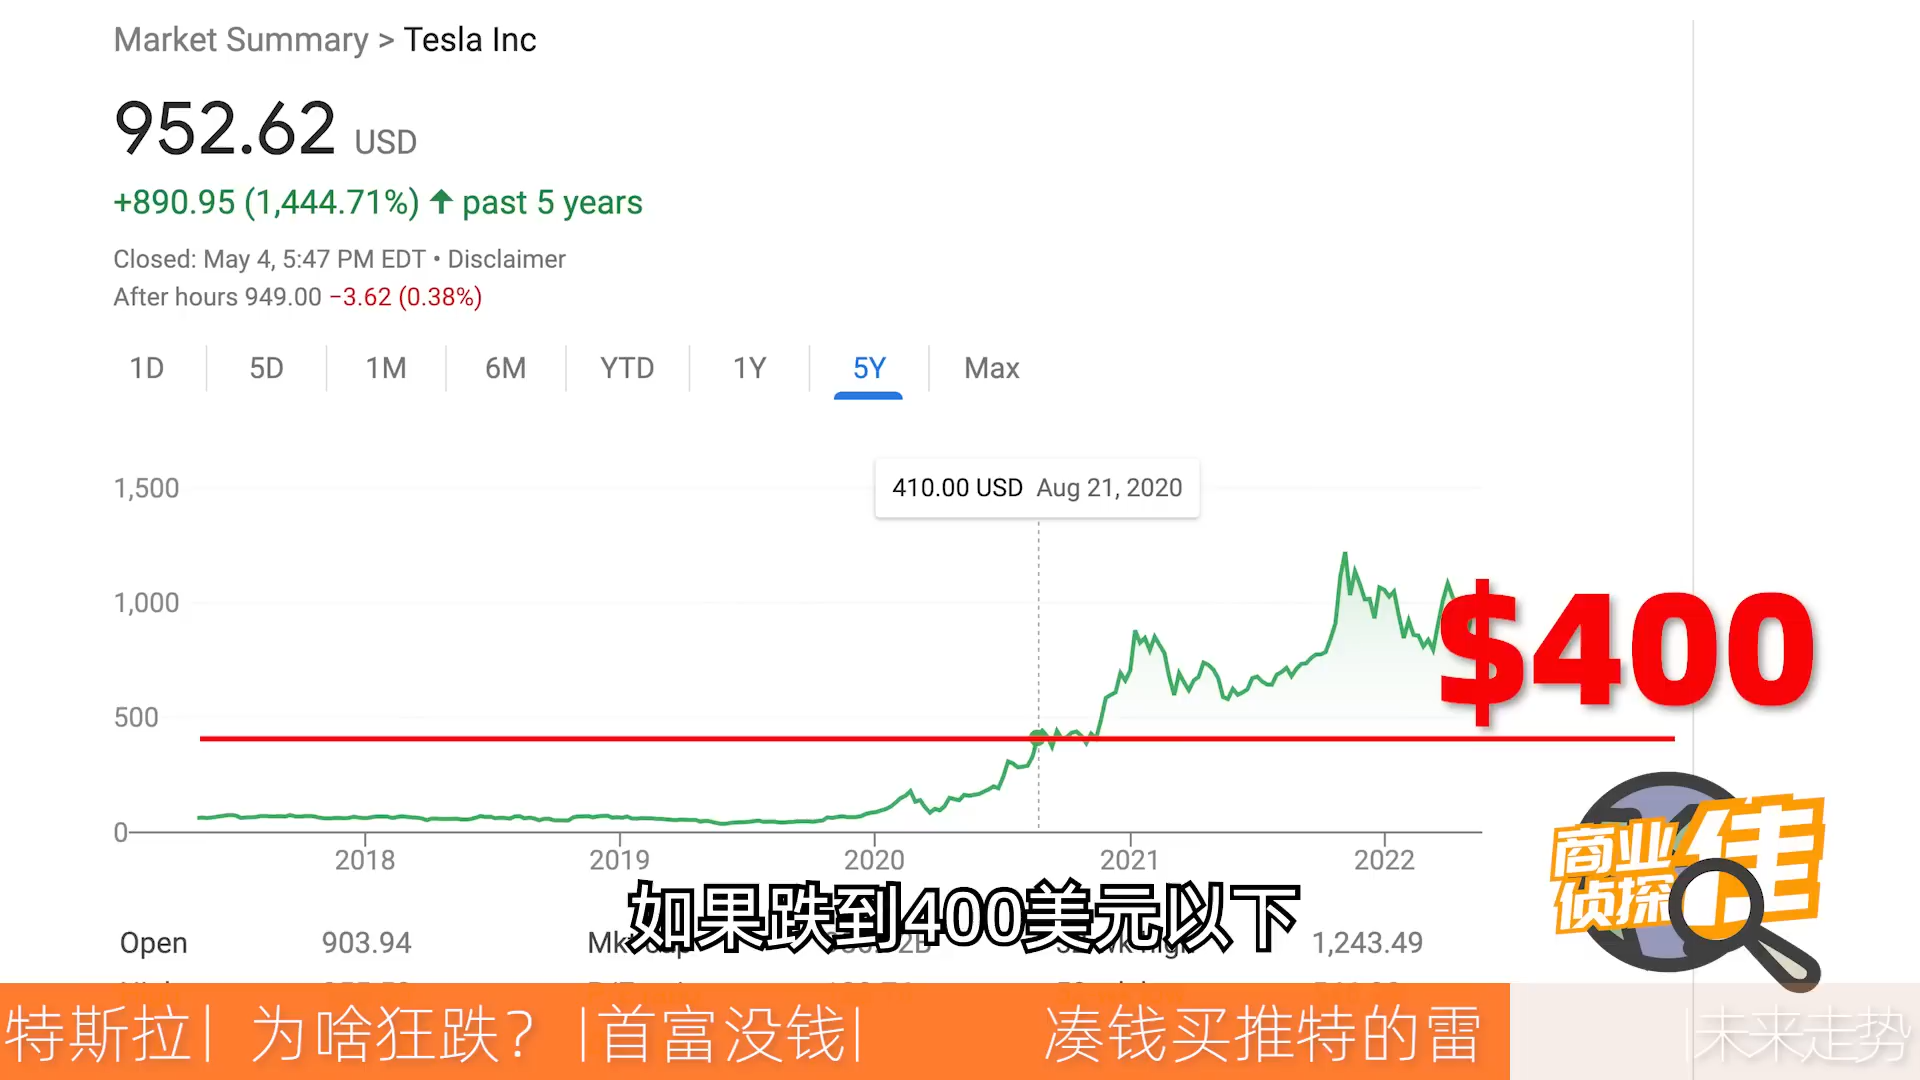 Market Summary > Tesla Inc
952.62 USD
+890.95 (1,444.71%) ↑ past 5 years
Closed: May 4, 5:47 PM EDT • Disclaimer
After hours 949.00 −3.62 (0.38%)
1D 5D 1M 6M YTD 1Y 5Y Max
410.00 USD Aug 21, 2020
1,500
1,000
500
0
$400
2018 2019 2020 2021 2022
商业
侦探
佳
如果跌到400美元以下
Open 903.94 1,243.49
特斯拉| 为啥狂跌? |首富没钱| 凑钱买推特的雷 |未来走势